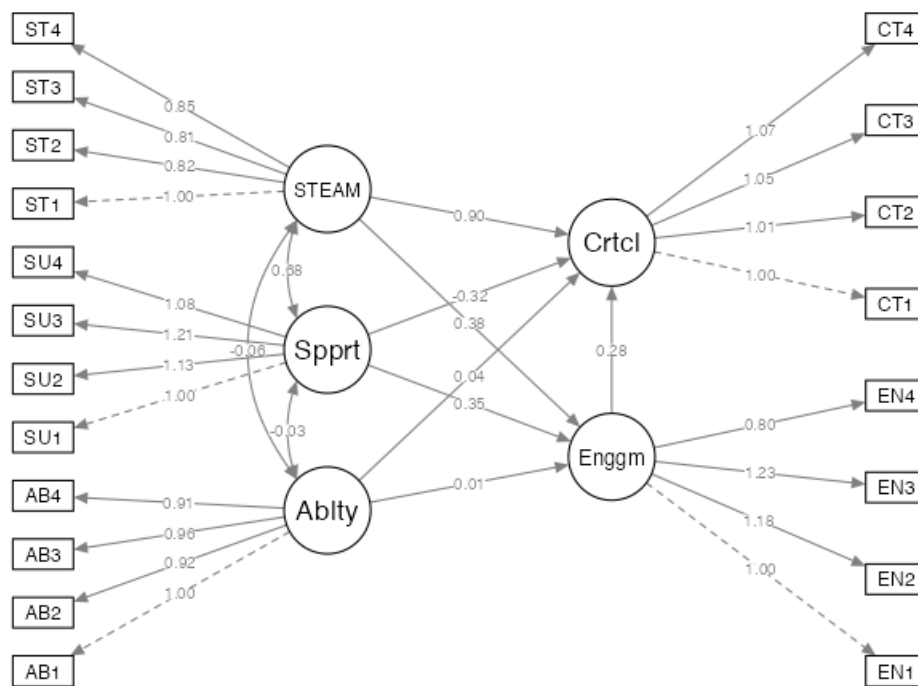 ST4
CT4
ST3
CT3
ST2
CT2
ST1
CT1
SU4
SU3
SU2
SU1
EN4
AB4
EN3
AB3
EN2
AB2
EN1
AB1
STEAM
Spprt
Ablty
Crtcl
Enggm
0.85
0.81
0.82
1.00
1.08
1.21
1.13
1.00
0.91
0.96
0.92
1.00
-0.06
-0.03
0.90
-0.32
0.38
0.04
0.35
0.01
0.28
1.07
1.05
1.01
1.00
0.80
1.23
1.18
1.00